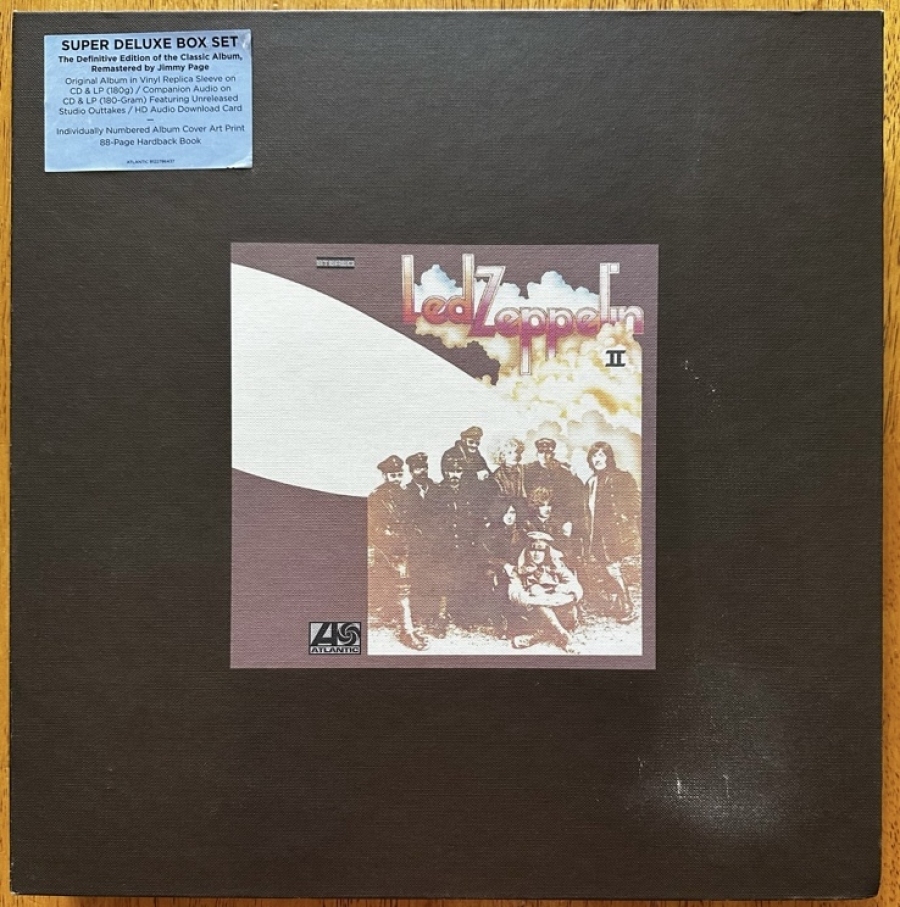 SUPER DELUXE BOX SET
The Definitive Edition of the Classic Album,
Remastered by Jimmy Page
Original Album in Vinyl Replica Sleeve on
CD & LP (180g) / Companion Audio on
CD & LP (180-Gram) Featuring Unreleased
Studio Outtakes / HD Audio Download Card
—
Individually Numbered Album Cover Art Print
88-Page Hardback Book
ATLANTIC
STEREO
Led Zeppelin
II
ATLANTIC